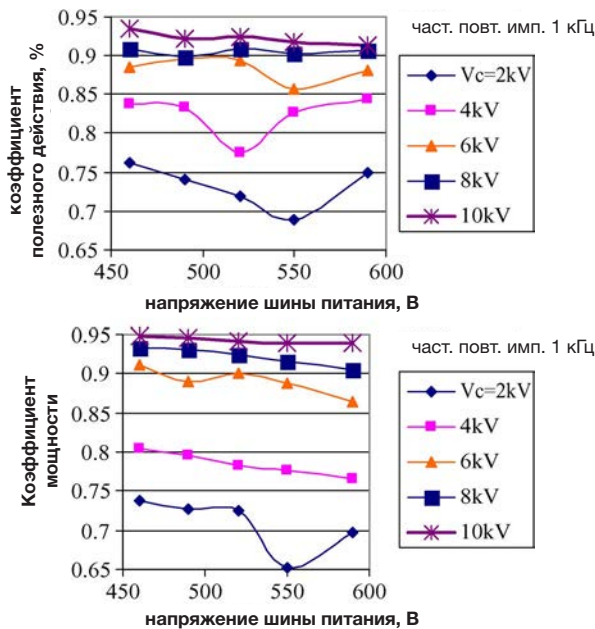 0.95
част. повт. имп. 1 кГц
0.9
0.85
0.8
0.75
0.7
0.65
коэффициент
полезного действия, %
Vc=2kV
4kV
6kV
8kV
10kV
450
500
550
600
напряжение шины питания, В
0.95
част. повт. имп. 1 кГц
0.9
0.85
0.8
0.75
0.7
0.65
Коэффициент
мощности
Vc=2kV
4kV
6kV
8kV
10kV
450
500
550
600
напряжение шины питания, В